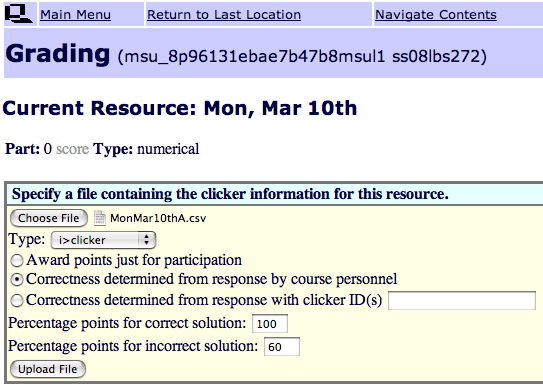 Main Menu Return to Last Location Navigate Contents
Grading (msu_8p96131ebae7b47b8msul1 ss08lbs272)
Current Resource: Mon, Mar 10th
Part: 0 score Type: numerical
Specify a file containing the clicker information for this resource.
Choose File MonMar10thA.csv
Type: i>clicker
Award points just for participation
Correctness determined from response by course personnel
Correctness determined from response with clicker ID(s)
Percentage points for correct solution: 100
Percentage points for incorrect solution: 60
Upload File